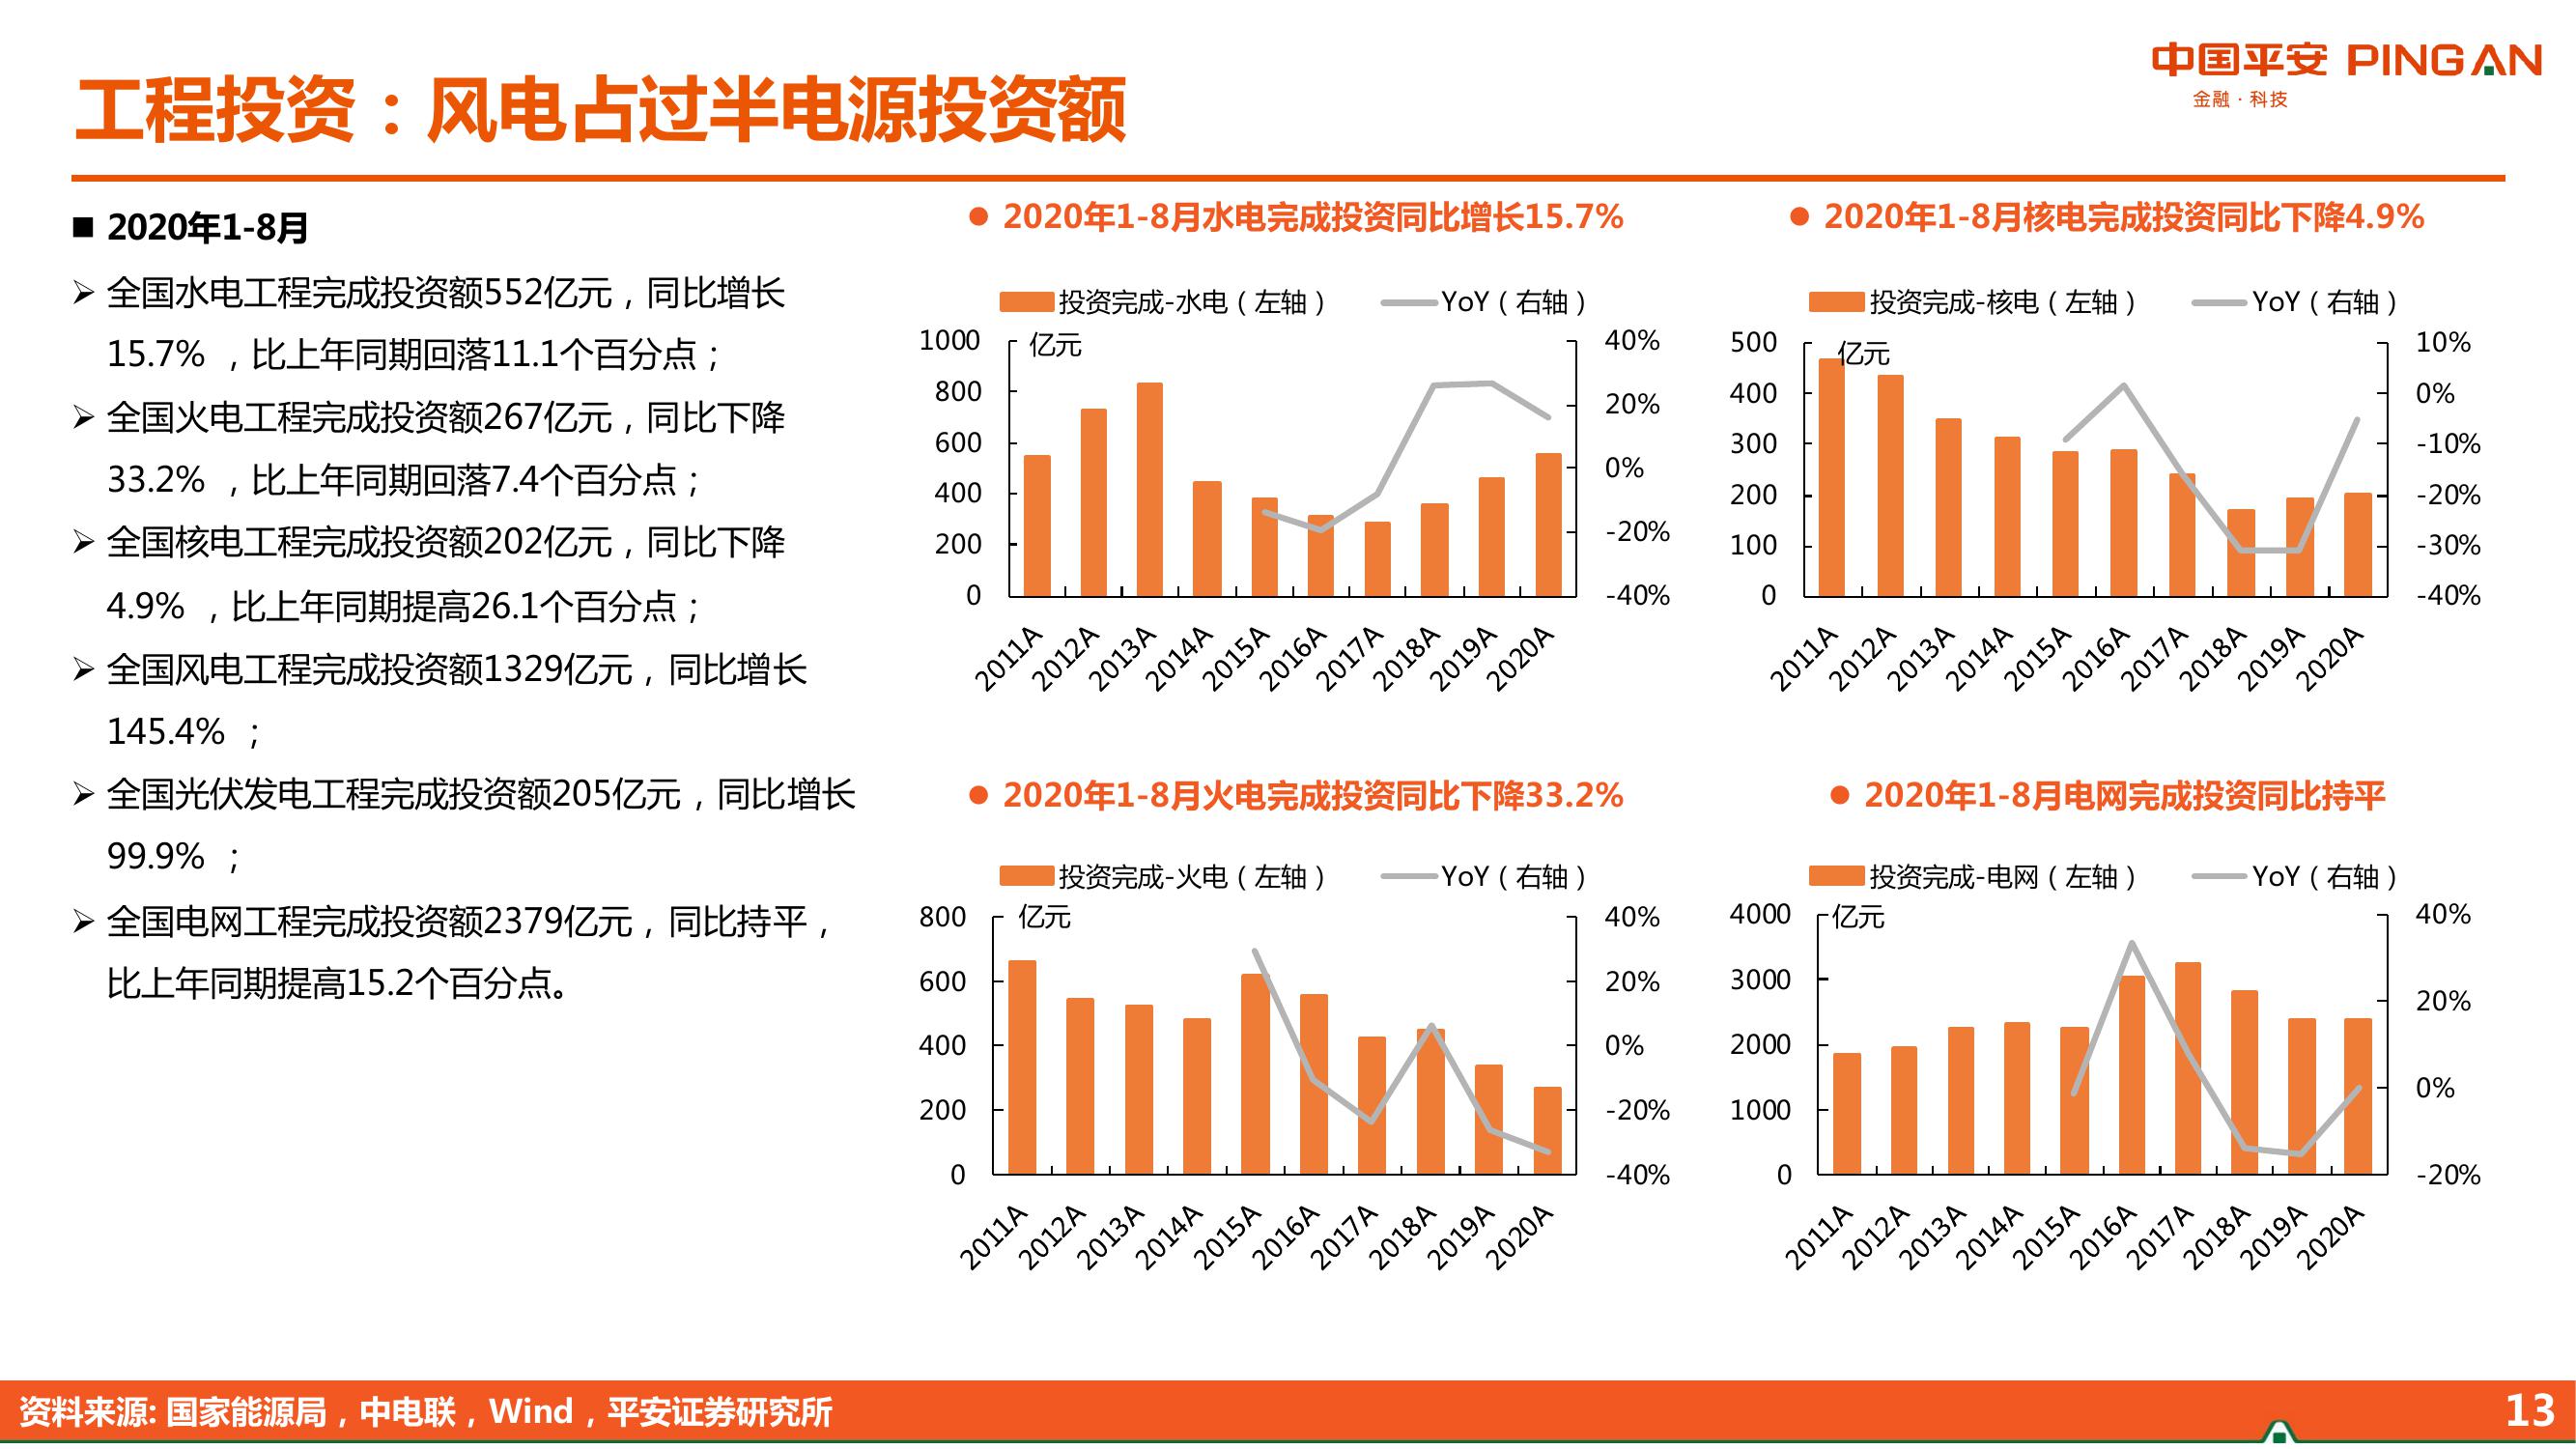 中国平安 PINGAN
金融·科技
工程投资：风电占过半电源投资额
■ 2020年1-8月
➢ 全国水电工程完成投资额552亿元，同比增长
15.7% ，比上年同期回落11.1个百分点；
➢ 全国火电工程完成投资额267亿元，同比下降
33.2% ，比上年同期回落7.4个百分点；
➢ 全国核电工程完成投资额202亿元，同比下降
4.9% ，比上年同期提高26.1个百分点；
➢ 全国风电工程完成投资额1329亿元，同比增长
145.4% ；
➢ 全国光伏发电工程完成投资额205亿元，同比增长
99.9% ；
➢ 全国电网工程完成投资额2379亿元，同比持平，
比上年同期提高15.2个百分点。
● 2020年1-8月水电完成投资同比增长15.7%
投资完成-水电（左轴） YoY（右轴）
亿元
1000 40%
800 20%
600 0%
400 -20%
200 -40%
0
2011A 2012A 2013A 2014A 2015A 2016A 2017A 2018A 2019A 2020A
● 2020年1-8月核电完成投资同比下降4.9%
投资完成-核电（左轴） YoY（右轴）
亿元
500 10%
400 0%
300 -10%
200 -20%
100 -30%
0 -40%
2011A 2012A 2013A 2014A 2015A 2016A 2017A 2018A 2019A 2020A
● 2020年1-8月火电完成投资同比下降33.2%
投资完成-火电（左轴） YoY（右轴）
亿元
800 40%
600 20%
400 0%
200 -20%
0 -40%
2011A 2012A 2013A 2014A 2015A 2016A 2017A 2018A 2019A 2020A
● 2020年1-8月电网完成投资同比持平
投资完成-电网（左轴） YoY（右轴）
亿元
4000 40%
3000 20%
2000 0%
1000 -20%
0
2011A 2012A 2013A 2014A 2015A 2016A 2017A 2018A 2019A 2020A
资料来源: 国家能源局，中电联，Wind，平安证券研究所
13